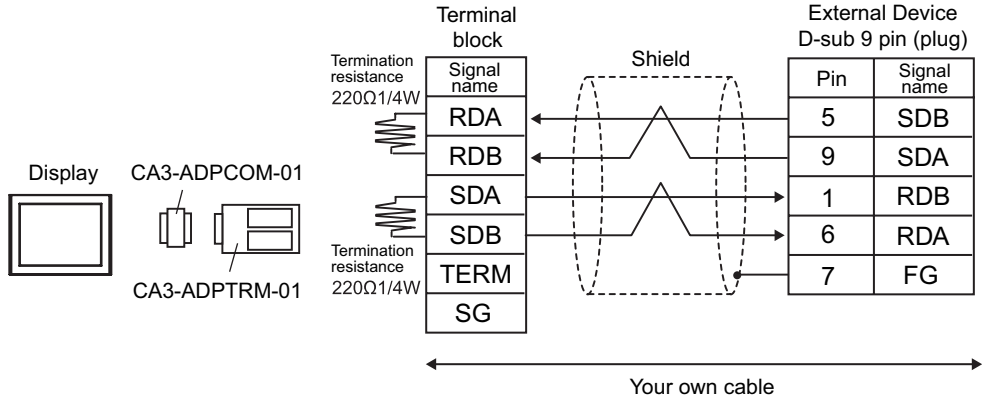 Display
CA3-ADPCOM-01
CA3-ADPTRM-01
Termination
resistance
220Ω1/4W
Termination
resistance
220Ω1/4W
Terminal
block
Signal
name
RDA
RDB
SDA
SDB
TERM
SG
Shield
External Device
D-sub 9 pin (plug)
Pin Signal
name
5 SDB
9 SDA
1 RDB
6 RDA
7 FG
Your own cable